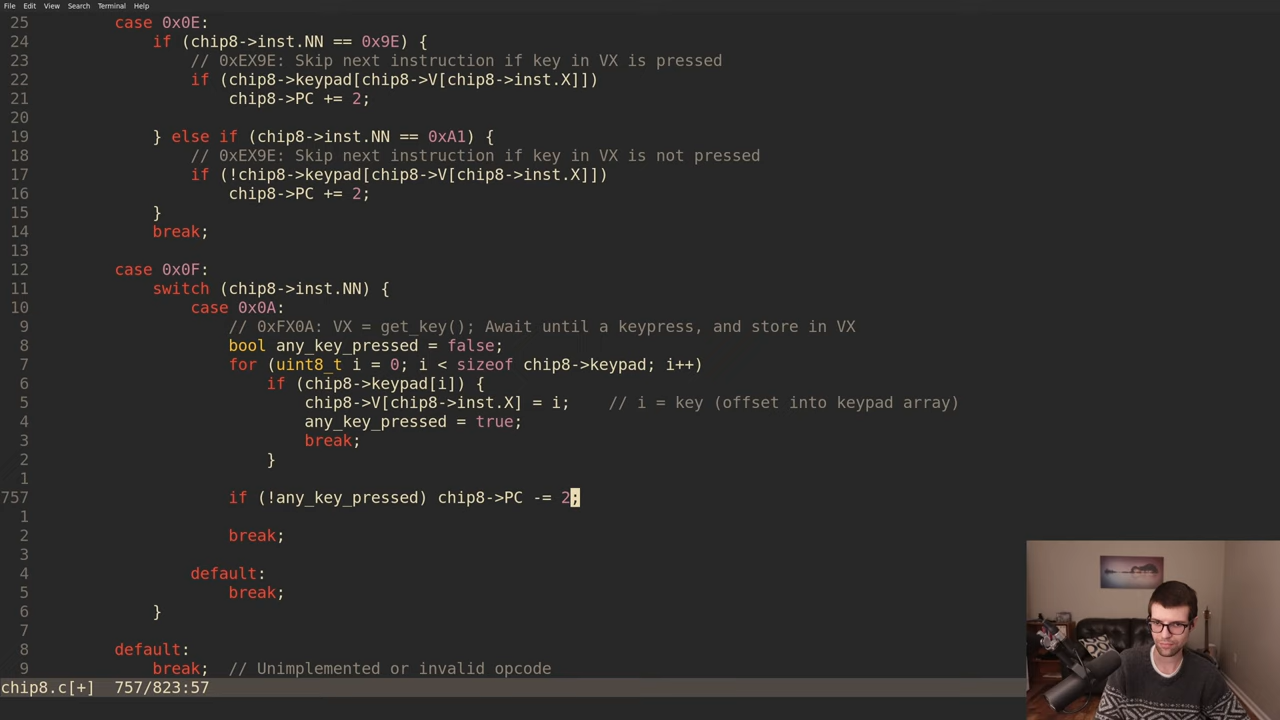 File Edit View Search Terminal Help
25 case 0x0E:
24 if (chip8->inst.NN == 0x9E) {
23 // 0xEX9E: Skip next instruction if key in VX is pressed
22 if (chip8->keypad[chip8->V[chip8->inst.X]])
21 chip8->PC += 2;
20
19 } else if (chip8->inst.NN == 0xA1) {
18 // 0xEX9E: Skip next instruction if key in VX is not pressed
17 if (!chip8->keypad[chip8->V[chip8->inst.X]])
16 chip8->PC += 2;
15 }
14 break;
13
12 case 0x0F:
11 switch (chip8->inst.NN) {
10 case 0x0A:
9 // 0xFX0A: VX = get_key(); Await until a keypress, and store in VX
8 bool any_key_pressed = false;
7 for (uint8_t i = 0; i < sizeof chip8->keypad; i++)
6 if (chip8->keypad[i]) {
5 chip8->V[chip8->inst.X] = i; // i = key (offset into keypad array)
4 any_key_pressed = true;
3 break;
2 }
1
757 if (!any_key_pressed) chip8->PC -= 2;
1
2 break;
3
4 default:
5 break;
6 }
7
8 default:
9 break; // Unimplemented or invalid opcode
chip8.c[+] 757/823:57